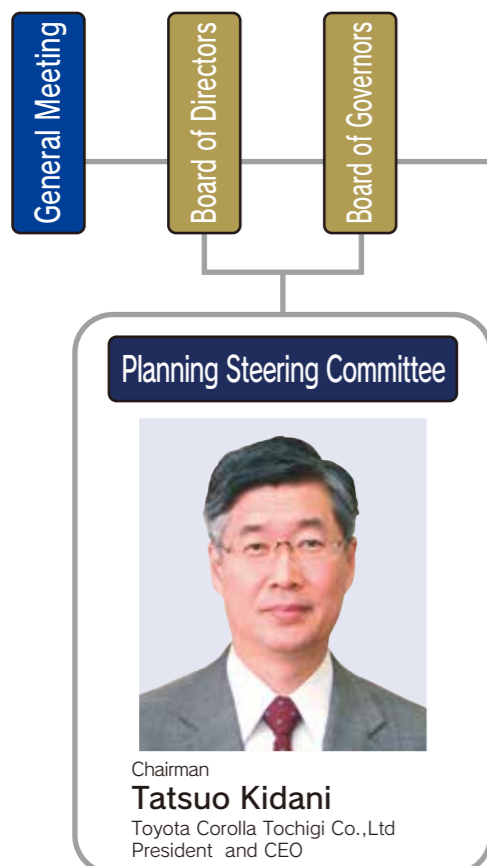 General Meeting
Board of Directors
Board of Governors
Planning Steering Committee
Chairman
Tatsuo Kidani
Toyota Corolla Tochigi Co.,Ltd
President and CEO